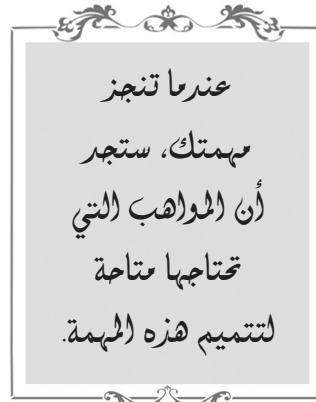 عندما تنجز
مهمتك، ستجد
أن المواهب التي
تحتاجها متاحة
لتتميم هذه المهمة.